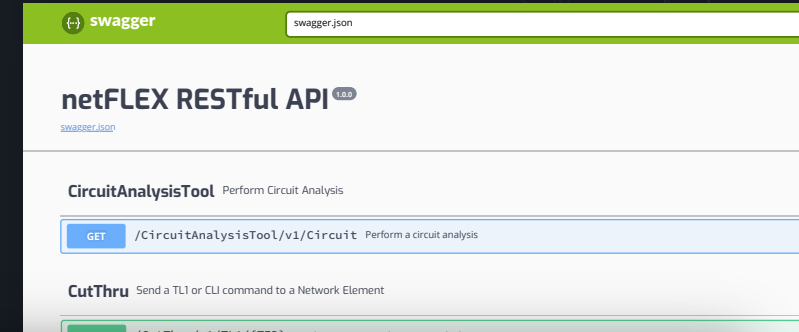 {···} swagger
swagger.json
netFLEX RESTful API 1.0.0
swagger.json
CircuitAnalysisTool Perform Circuit Analysis
GET /CircuitAnalysisTool/v1/Circuit Perform a circuit analysis
CutThru Send a TL1 or CLI command to a Network Element